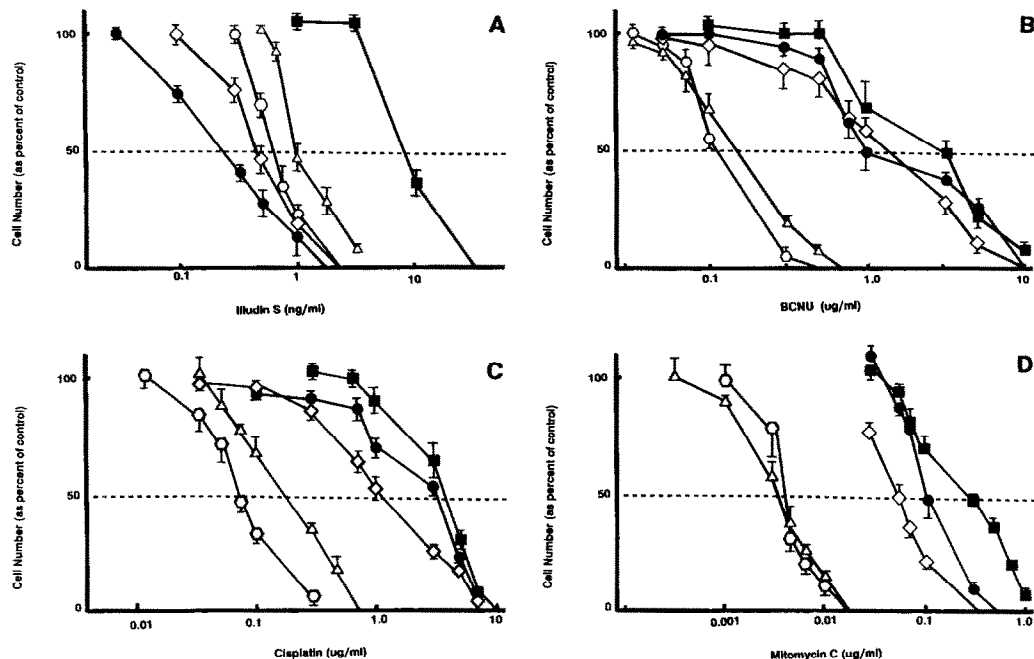 A
100
50
0
Cell Number (as percent of control)
0.1
1
10
Illudin S (ng/ml)
B
100
50
0
Cell Number (as percent of control)
0.1
1.0
10
BCNU (ug/ml)
C
100
50
0
Cell Number (as percent of control)
0.01
0.1
1.0
10
Cisplatin (ug/ml)
D
100
50
0
Cell Number (as percent of control)
0.001
0.01
0.1
1.0
Mitomycin C (ug/ml)